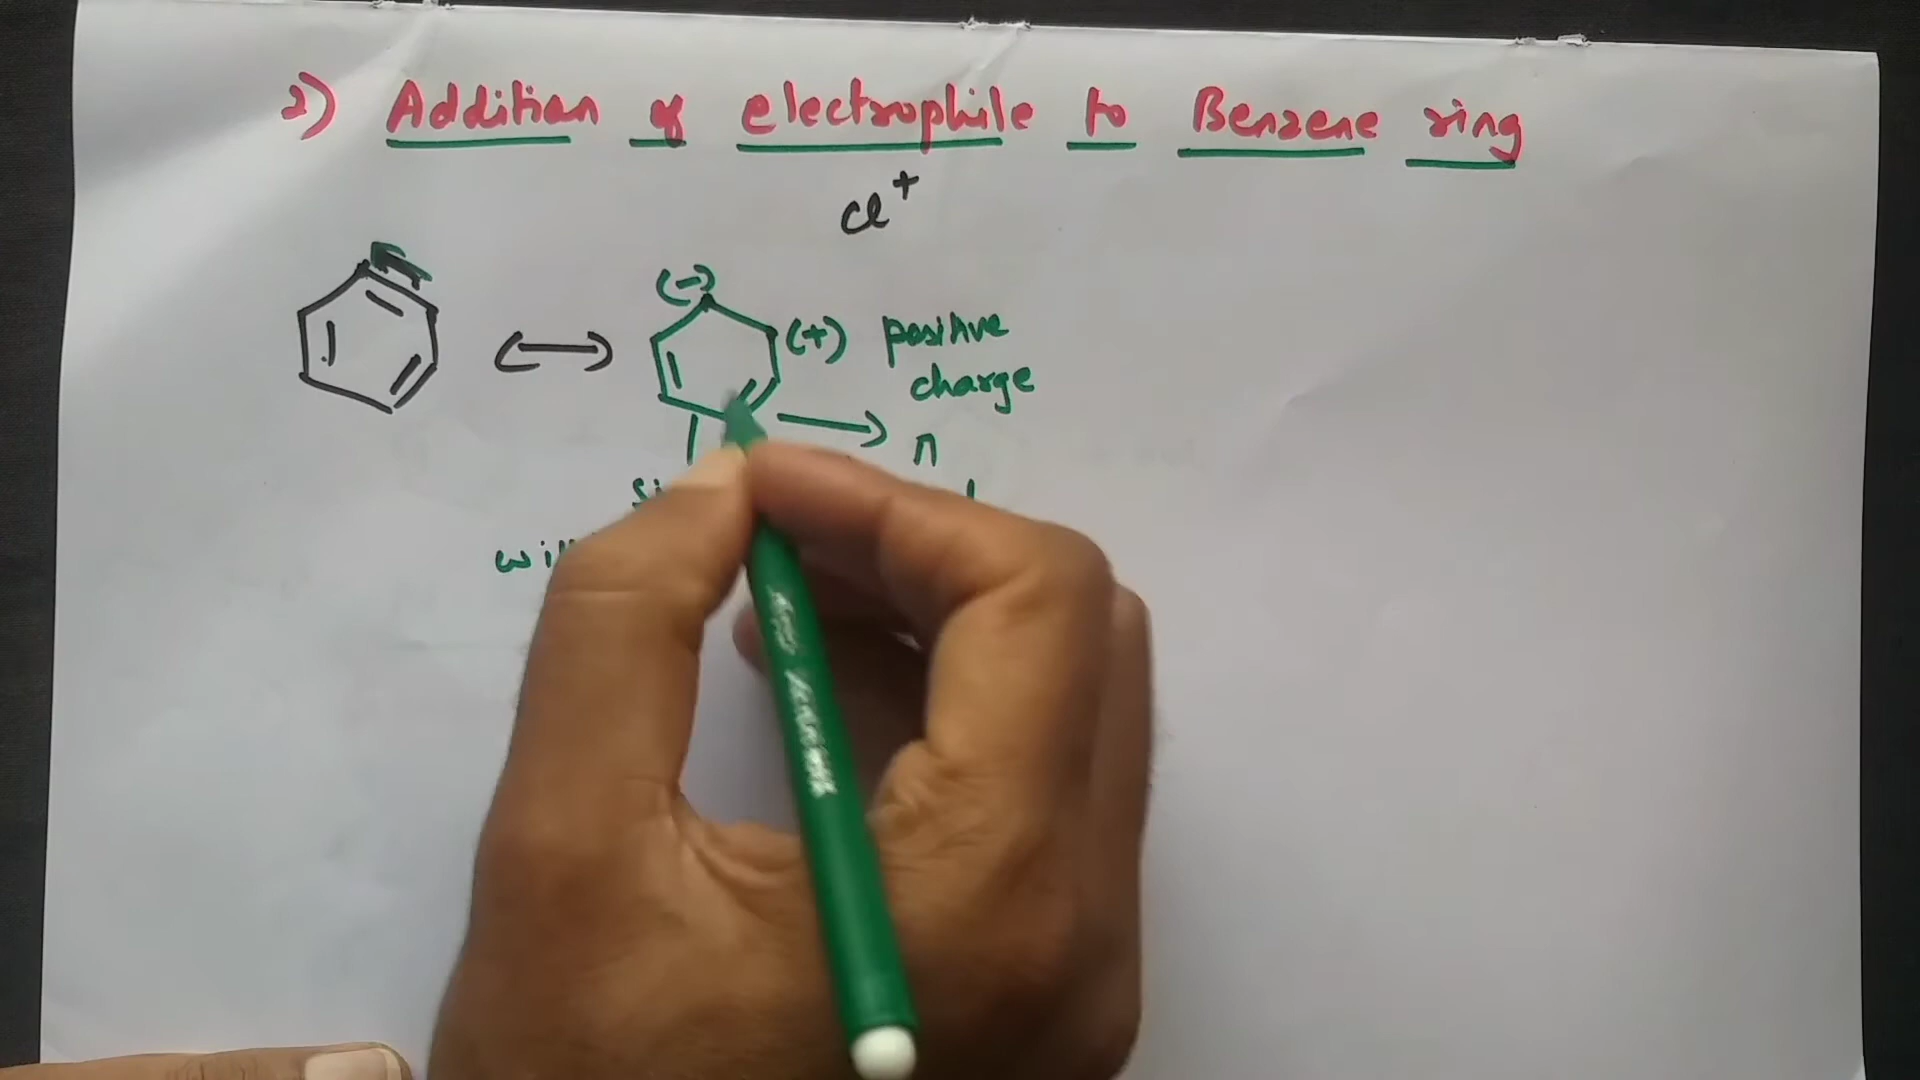 2) Addition of electrophile to Benzene ring
Cl+
(-)
(+) positive
charge